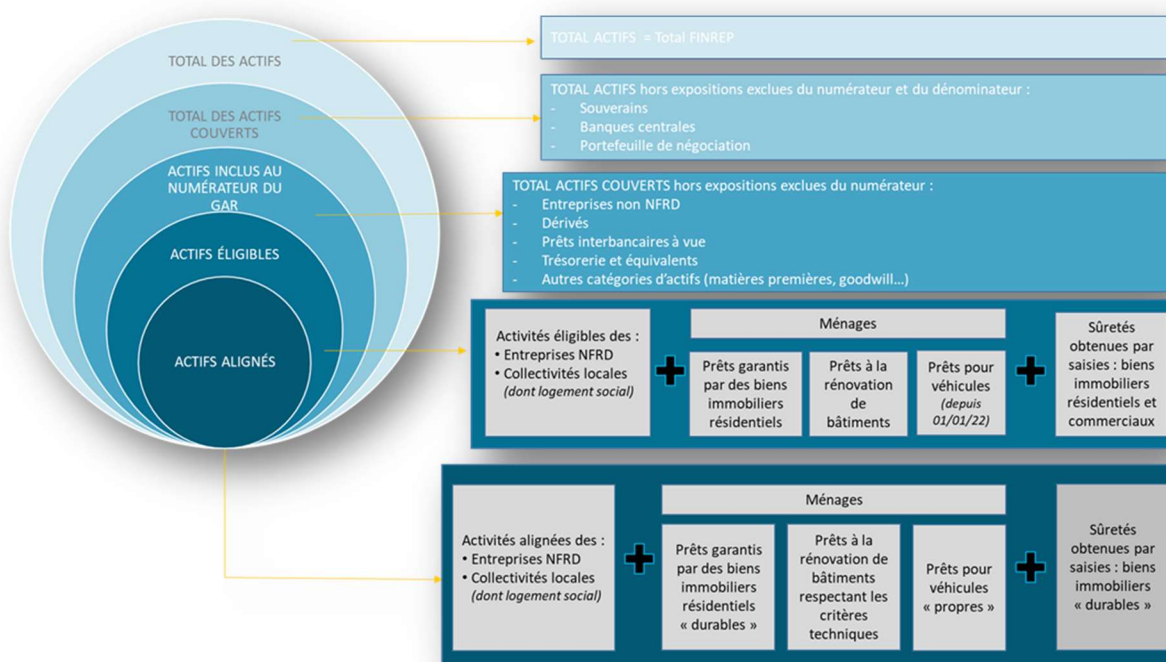 TOTAL DES ACTIFS
TOTAL DES ACTIFS
COUVERTS
ACTIFS INCLUS AU
NUMÉRATEUR DU
GAR
ACTIFS ÉLIGIBLES
ACTIFS ALIGNÉS
TOTAL ACTIFS = Total FINREP
TOTAL ACTIFS hors expositions exclues du numérateur et du dénominateur :
- Souverains
- Banques centrales
- Portefeuille de négociation
TOTAL ACTIFS COUVERTS hors expositions exclues du numérateur :
- Entreprises non NFRD
- Dérivés
- Prêts interbancaires à vue
- Trésorerie et équivalents
- Autres catégories d'actif (matières premières, goodwill…)
Activités éligibles des :
• Entreprises NFRD
• Collectivités locales
(dont logement social)
Ménages
Prêts garantis
par des biens
immobiliers
résidentiels
Prêts à la
rénovation
de
bâtiments
Prêts pour
véhicules
(depuis
01/01/22)
Sûretés
obtenues par
saisies : biens
immobiliers
résidentiels et
commerciaux
Activités alignées des :
• Entreprises NFRD
• Collectivités locales
(dont logement social)
Ménages
Prêts garantis
par des biens
immobiliers
résidentiels
« durables »
Prêts à la
rénovation de
bâtiments
respectant les
critères
techniques
Prêts pour
véhicules
« propres »
Sûretés
obtenues par
saisies : biens
immobiliers
« durables »